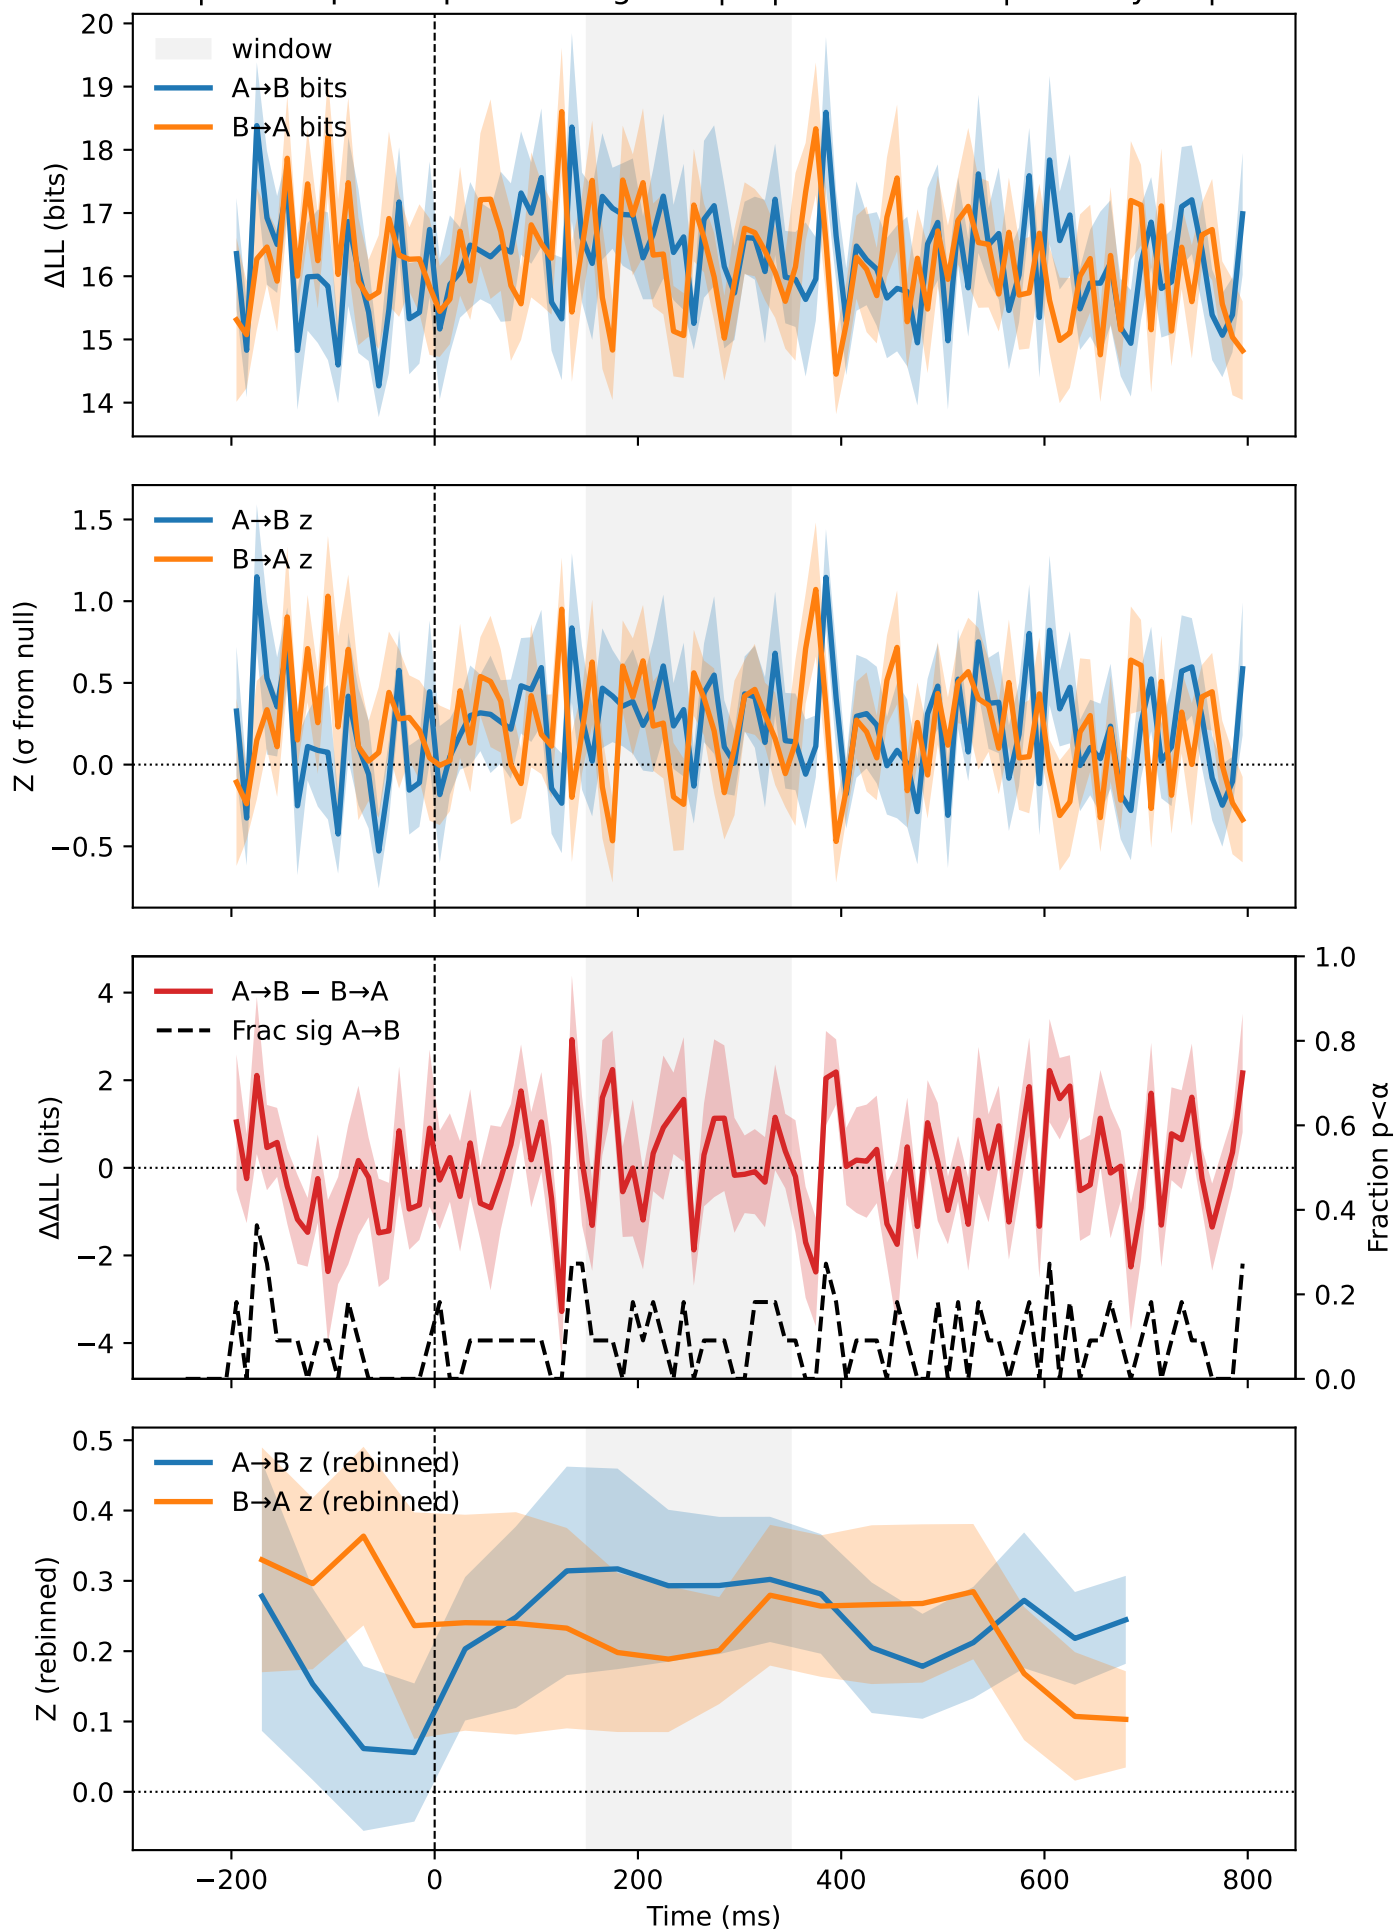 20
19
18
17
16
15
14
ΔLL (bits)
window
A→B bits
B→A bits
1.5
1.0
0.5
0.0
−0.5
Z (σ from null)
A→B z
B→A z
4
2
0
−2
−4
ΔΔLL (bits)
A→B − B→A
Frac sig A→B
1.0
0.8
0.6
0.4
0.2
0.0
Fraction p<α
0.5
0.4
0.3
0.2
0.1
0.0
Z (rebinned)
A→B z (rebinned)
B→A z (rebinned)
−200 0 200 400 600 800
Time (ms)